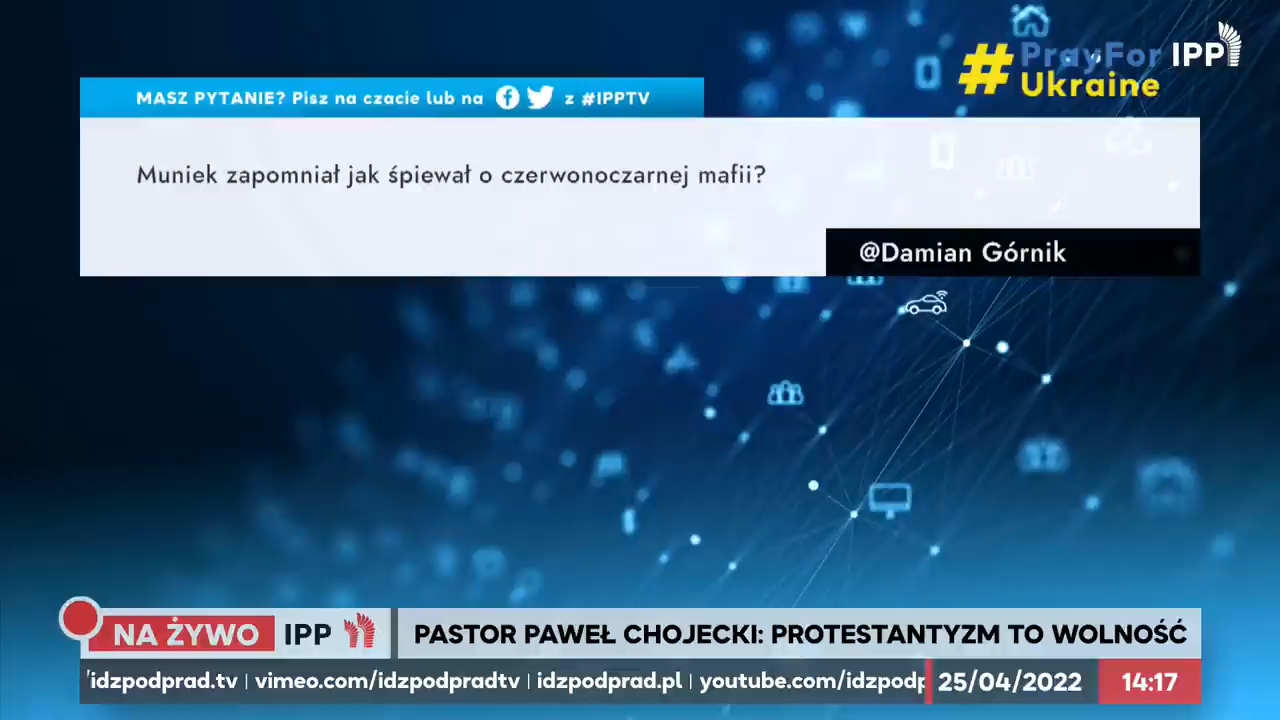 #PrayFor
Ukraine
IPP
MASZ PYTANIE? Pisz na czacie lub na z #IPPTV
Muniek zapomniał jak śpiewał o czerwonoczarnej mafii?
@Damian Górnik
NA ŻYWO IPP
PASTOR PAWEŁ CHOJECKI: PROTESTANTYZM TO WOLNOŚĆ
idzpodprad.tv | vimeo.com/idzpodpradtv | idzpodprad.pl | youtube.com/idzpodp
25/04/2022
14:17